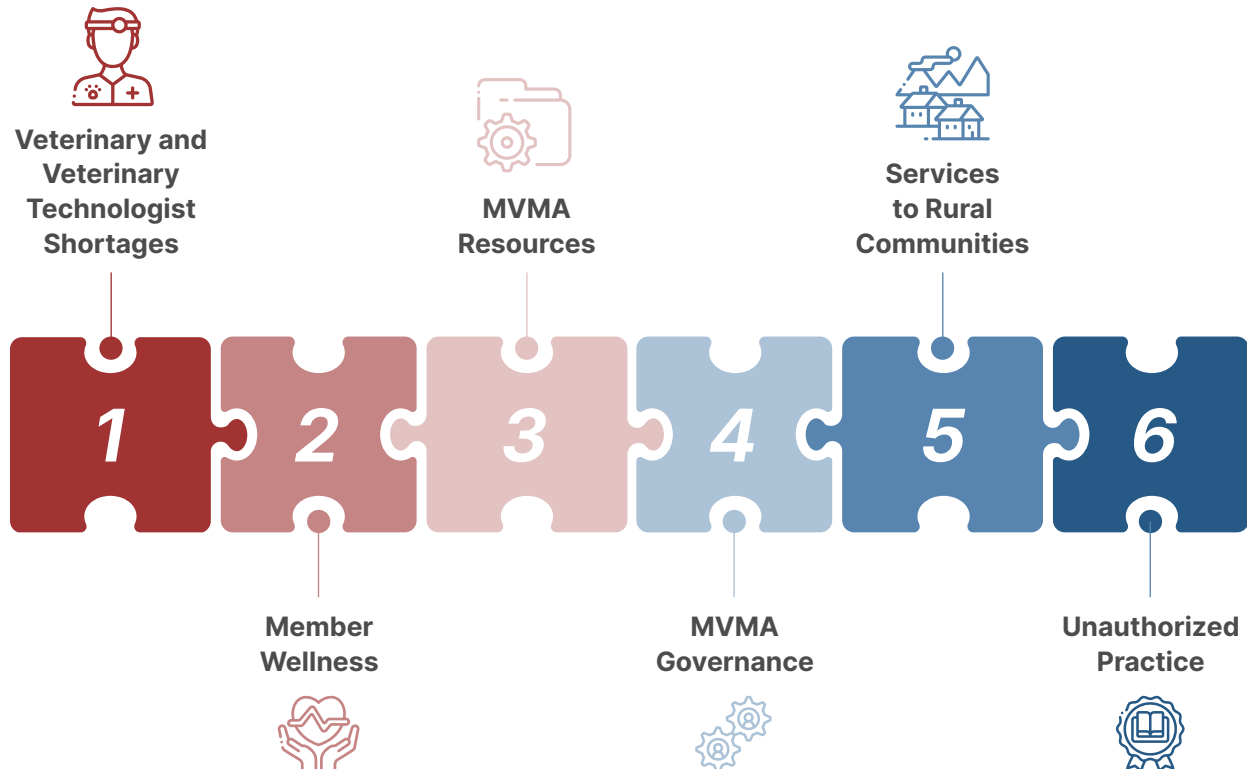 Veterinary and
Veterinary
Technologist
Shortages
MVMA
Resources
Services
to Rural
Communities
1
2
3
4
5
6
Member
Wellness
MVMA
Governance
Unauthorized
Practice